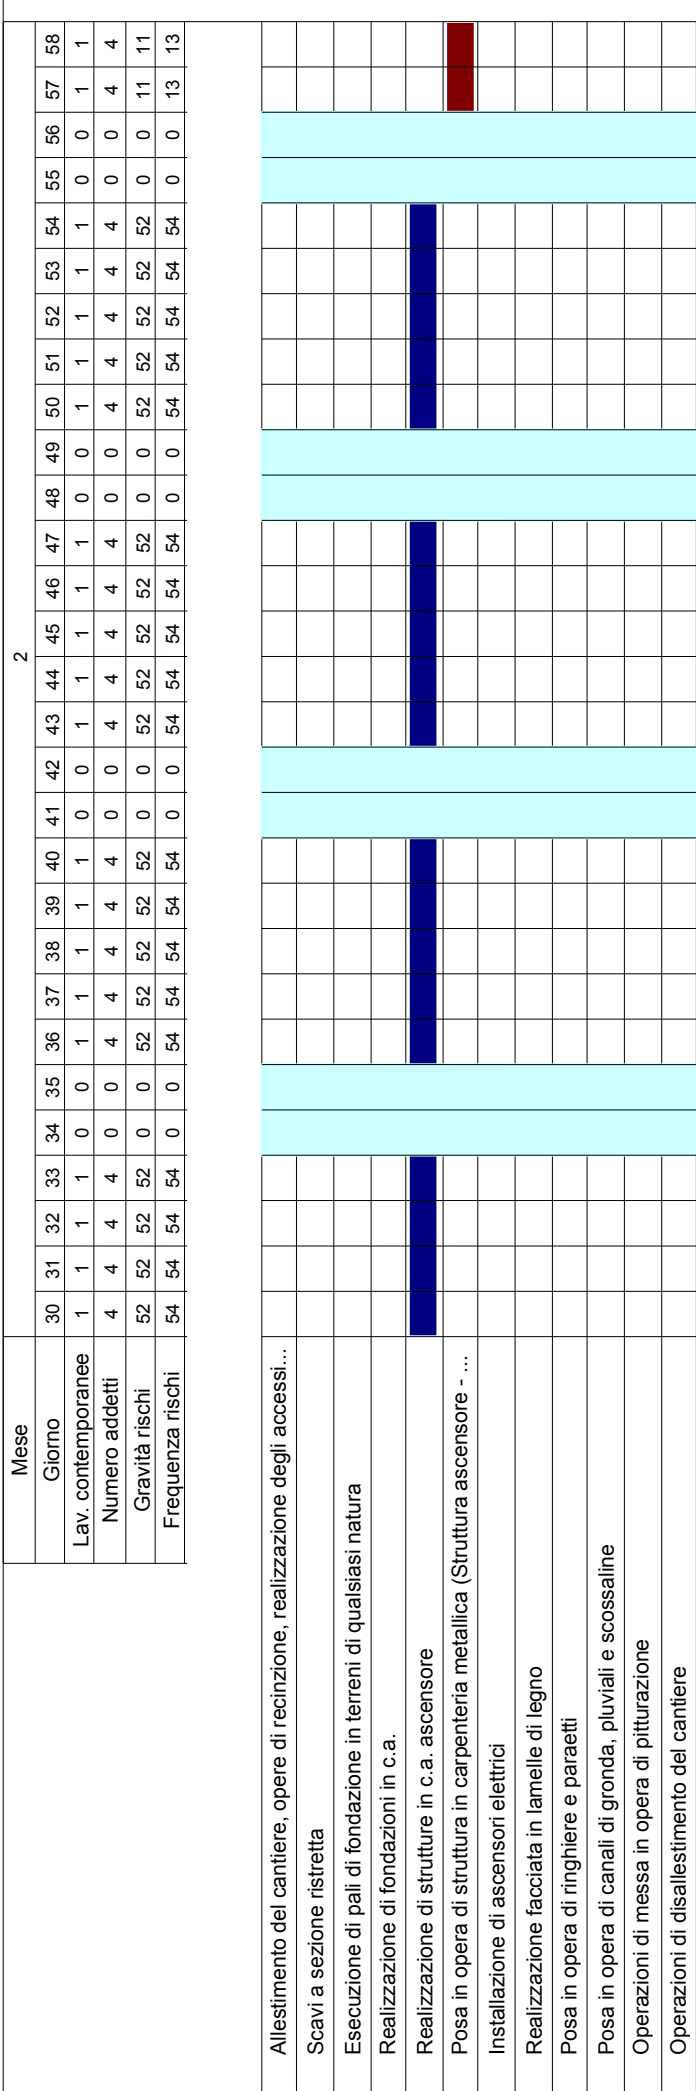 Mese 2
Giorno 30 31 32 33 34 35 36 37 38 39 40 41 42 43 44 45 46 47 48 49 50 51 52 53 54 55 56 57 58
Lav. contemporanee 1 1 1 1 0 0 1 1 1 1 1 0 0 1 1 1 1 1 0 0 1 1 1 1 1 0 0 1 1
Numero addetti 4 4 4 4 0 0 4 4 4 4 4 0 0 4 4 4 4 4 0 0 4 4 4 4 4 0 0 4 4
Gravità rischi 52 52 52 52 0 0 52 52 52 52 52 0 0 52 52 52 52 52 0 0 52 52 52 52 52 0 0 11 11
Frequenza rischi 54 54 54 54 0 0 54 54 54 54 54 0 0 54 54 54 54 54 0 0 54 54 54 54 54 0 0 13 13
Allestimento del cantiere, opere di recinzione, realizzazione degli accessi...
Scavi a sezione ristretta
Esecuzione di pali di fondazione in terreni di qualsiasi natura
Realizzazione di fondazioni in c.a.
Realizzazione di strutture in c.a. ascensore
Posa in opera di struttura in carpenteria metallica (Struttura ascensore - ...
Installazione di ascensori elettrici
Realizzazione facciata in lamelle di legno
Posa in opera di ringhiere e paraetti
Posa in opera di canali di gronda, pluviali e scossaline
Operazioni di messa in opera di pitturazione
Operazioni di disallestimento del cantiere